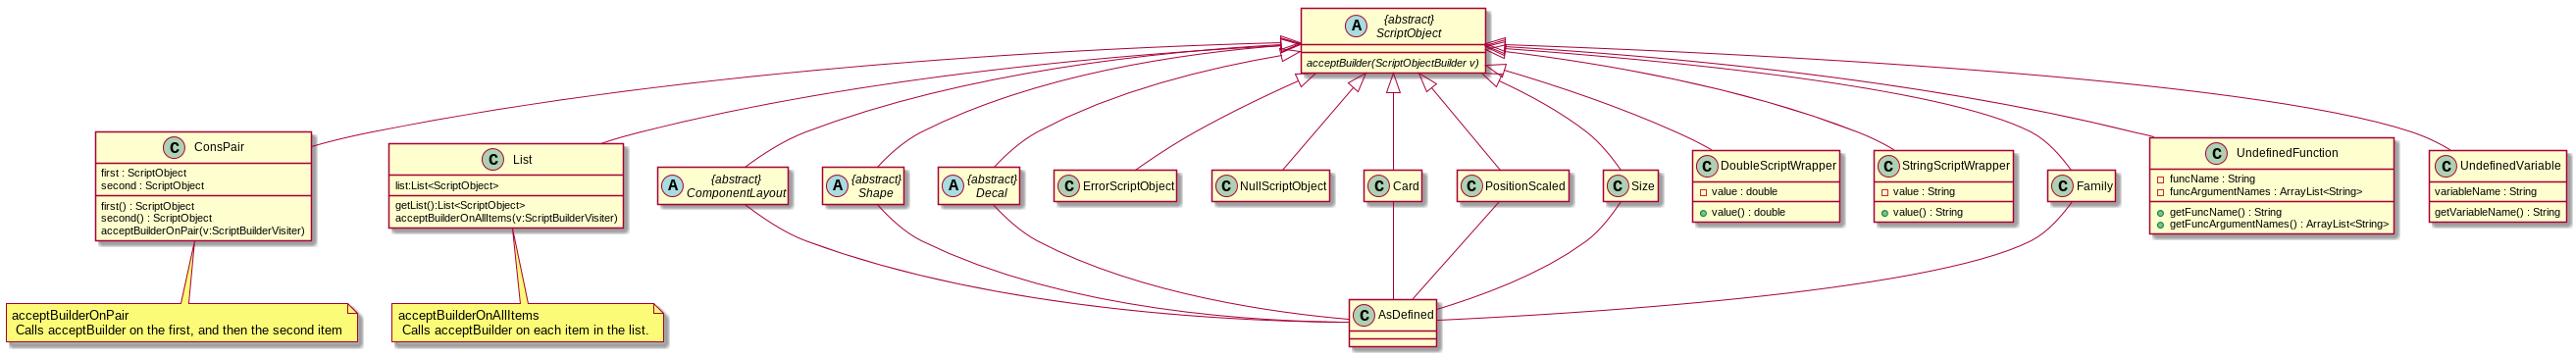 A
{abstract}
ScriptObject
acceptBuilder(ScriptObjectBuilder v)
C ConsPair
first : ScriptObject
second : ScriptObject
first() : ScriptObject
second() : ScriptObject
acceptBuilderOnPair(v:ScriptBuilderVisiter)
C List
list:List<ScriptObject>
getList():List<ScriptObject>
acceptBuilderOnAllItems(v:ScriptBuilderVisiter)
A
{abstract}
ComponentLayout
A
{abstract}
Shape
A
{abstract}
Decal
C ErrorScriptObject
C NullScriptObject
C Card
C PositionScaled
C Size
C DoubleScriptWrapper
value : double
value() : double
C StringScriptWrapper
value : String
value() : String
C Family
C UndefinedFunction
funcName : String
funcArgumentNames : ArrayList<String>
getFuncName() : String
getFuncArgumentNames() : ArrayList<String>
C UndefinedVariable
variableName : String
getVariableName() : String
acceptBuilderOnPair
Calls acceptBuilder on the first, and then the second item
acceptBuilderOnAllItems
Calls acceptBuilder on each item in the list.
C AsDefined